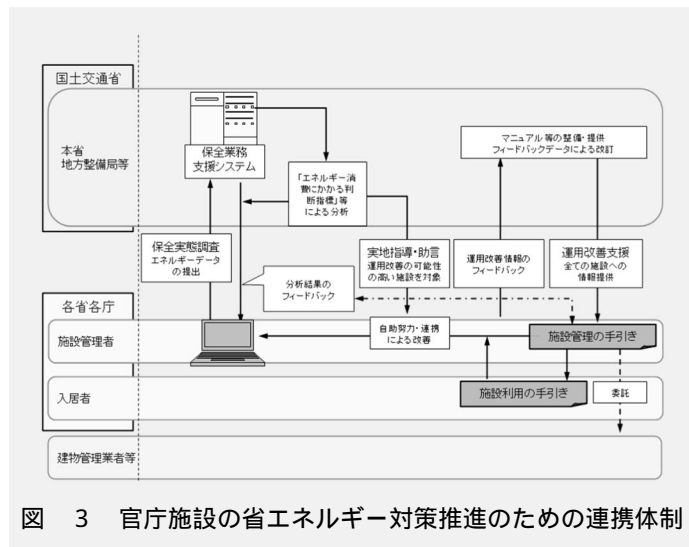 国土交通省
本省
地方整備局等
保全業務
支援システム
「エネルギー消
費にかかる判
断指標」等
による分析
マニュアル等の整備・提供
フィードバックデータによる改訂
保全実態調査
エネルギーデータ
の提出
分析結果の
フィードバック
実地指導・助言
運用改善の可能性
の高い施設を対象
運用改善情報の
フィードバック
運用改善支援
全ての施設への
情報提供
各省各庁
施設管理者
自助努力・連携
による改善
施設管理の手引き
入居者
施設利用の手引き
委託
建物管理業者等
図 3 官庁施設の省エネルギー対策推進のための連携体制